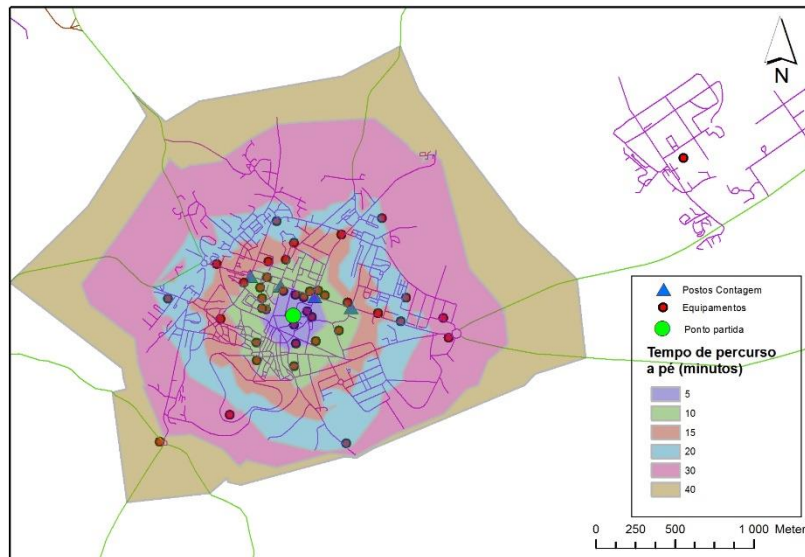 N
Postos Contagem
Equipamentos
Ponto partida
Tempo de percurso
a pé (minutos)
5
10
15
20
30
40
0 250 500 1 000 Meter